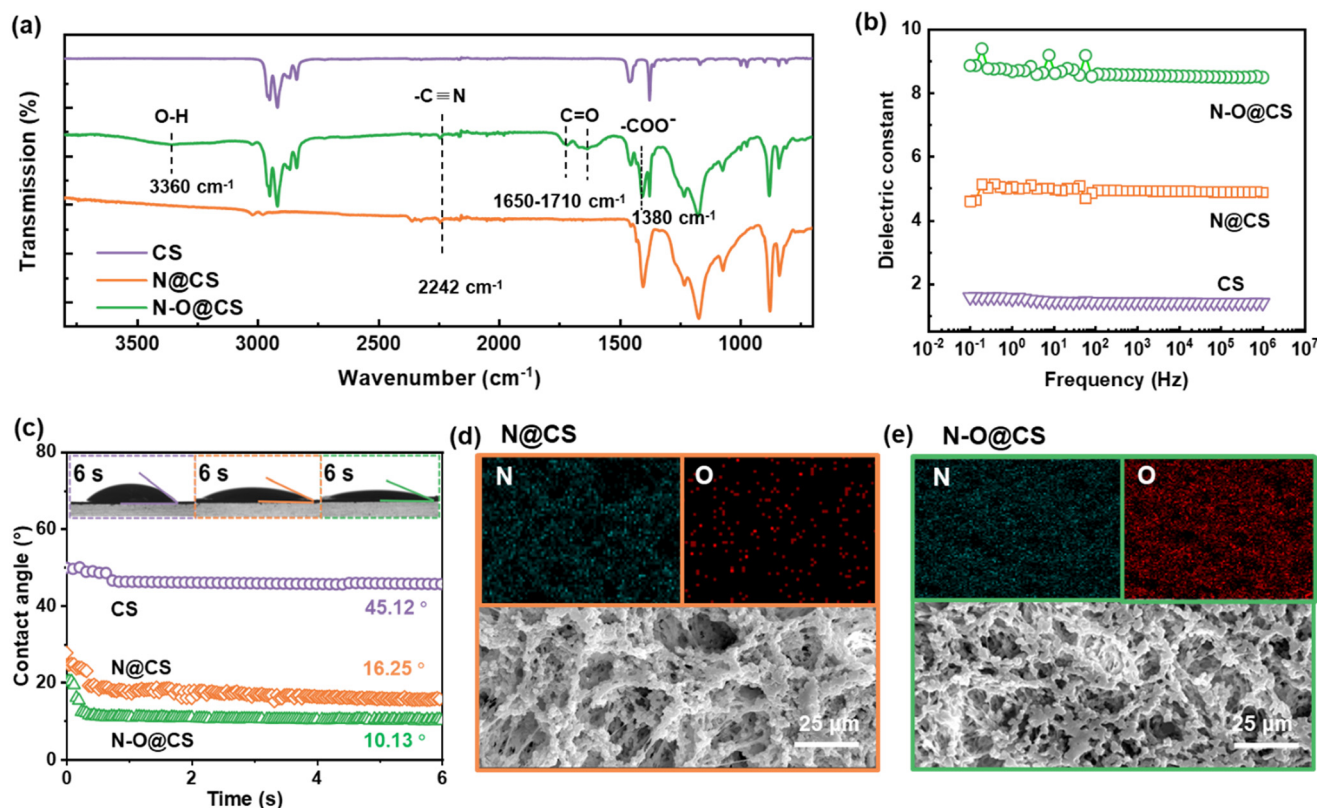 (a)
Transmission (%)
O-H
3360 cm⁻¹
-C≡N
2242 cm⁻¹
C=O
1650-1710 cm⁻¹
-COO⁻
1380 cm⁻¹
CS
N@CS
N-O@CS
3500 3000 2500 2000 1500 1000
Wavenumber (cm⁻¹)
(b)
Dielectric constant
10
8
6
4
2
N-O@CS
N@CS
CS
10⁻² 10⁻¹ 10⁰ 10¹ 10² 10³ 10⁴ 10⁵ 10⁶ 10⁷
Frequency (Hz)
(c)
Contact angle (°)
80
60
40
20
0
6 s 6 s 6 s
CS 45.12 °
N@CS 16.25 °
N-O@CS 10.13 °
0 2 4 6
Time (s)
(d) N@CS
N O
25 µm
(e) N-O@CS
N O
25 µm